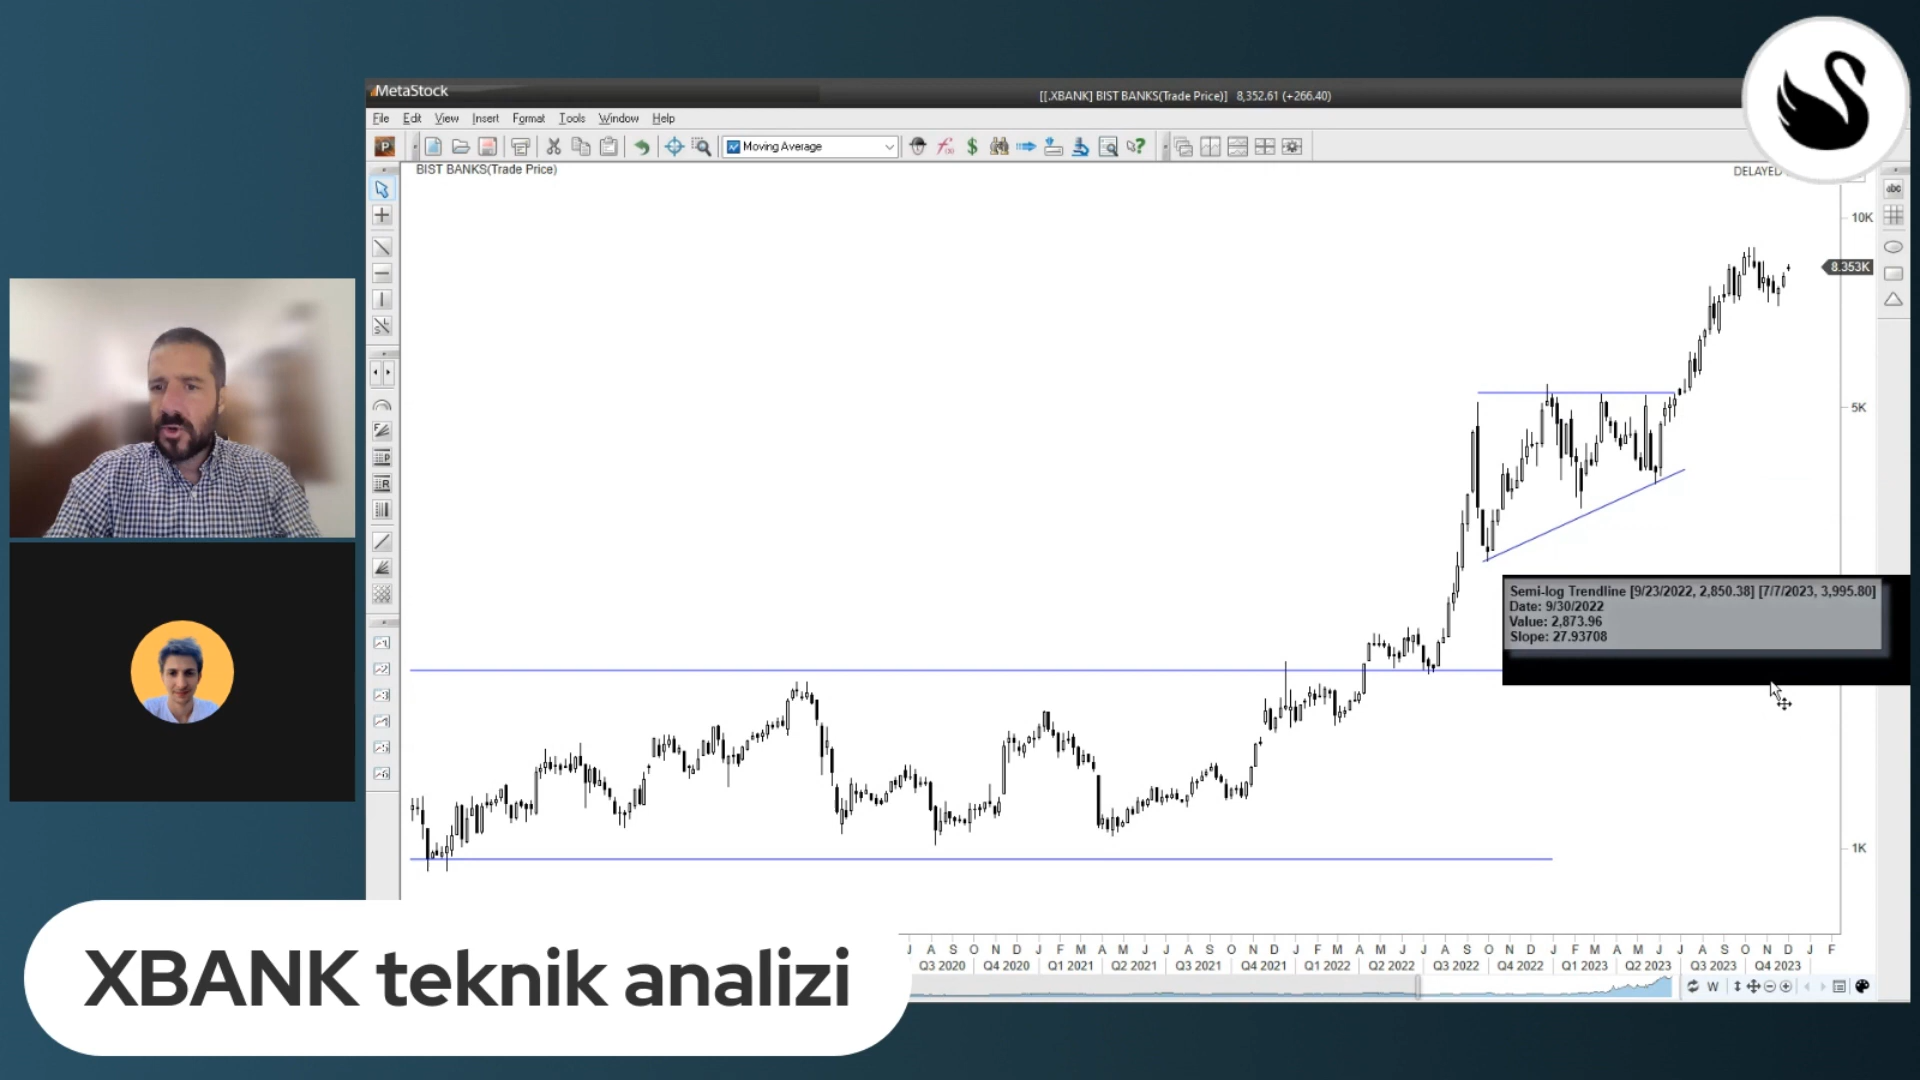 MetaStock
[[.XBANK] BIST BANKS(Trade Price)] 8,352.61 (+266.40)
File Edit View Insert Format Tools Window Help
P
Moving Average
BIST BANKS(Trade Price)
DELAYED
abc
10K
8.353K
5K
Semi-log Trendline [9/23/2022, 2,850.38] [7/7/2023, 3,995.80]
Date: 9/30/2022
Value: 2,873.96
Slope: 27.93708
1K
J A S O N D J F M A M J J A S O N D J F M A M J J A S O N D J F M A M J J A S O N D J F
Q3 2020 Q4 2020 Q1 2021 Q2 2021 Q3 2021 Q4 2021 Q1 2022 Q2 2022 Q3 2022 Q4 2022 Q1 2023 Q2 2023 Q3 2023 Q4 2023
W
XBANK teknik analizi